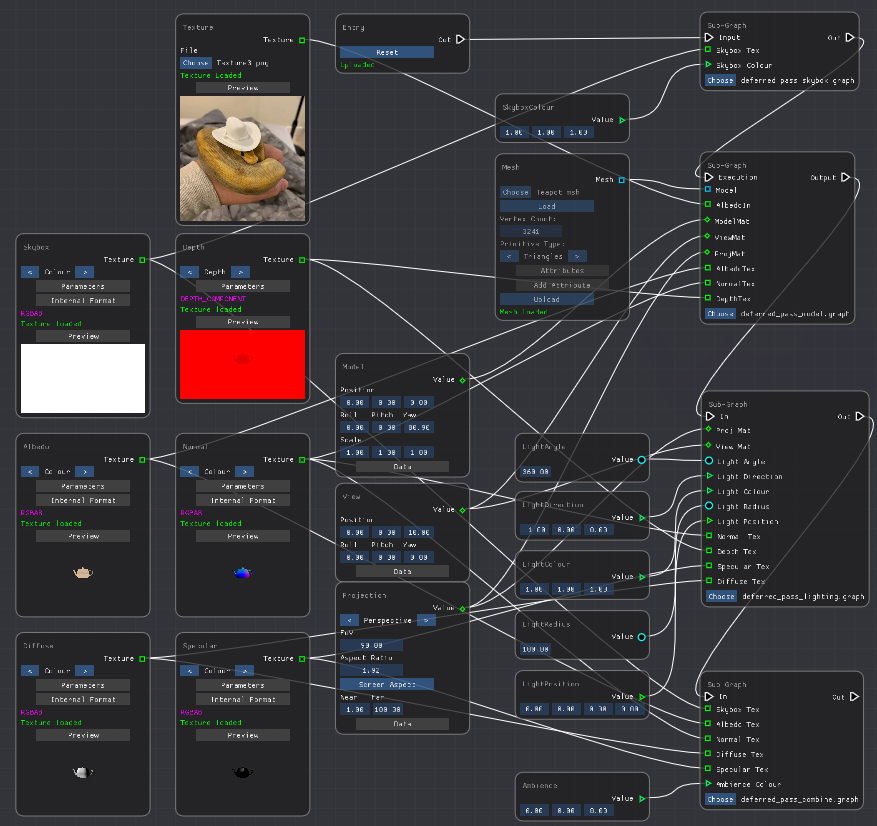 Texture
Texture
File
Choose Texture3.png
Texture Loaded
Preview
Entry
Out
Reset
Uploaded
SkyboxColour
Value
1.00 1.00 1.00
Mesh
Mesh
Choose Teapot.msh
Load
Vertex Count:
3241
Primitive Type:
< Triangles >
Attributes
Add Attribute
Upload
Mesh loaded
Sub-Graph
Input Out
Skybox Tex
Skybox Colour
Choose deferred_pass_skybox.graph
Sub-Graph
Execution Output
Model
AlbedoIn
ModelMat
ViewMat
ProjMat
AlbedoTex
NormalTex
DepthTex
Choose deferred_pass_model.graph
Skybox
Texture
< Colour >
Parameters
Internal Format
RGBA8
Texture loaded
Preview
Depth
Texture
< Depth >
Parameters
DEPTH_COMPONENT
Texture loaded
Preview
Model
Value
Position
0.00 0.00 0.00
Roll Pitch Yaw
0.00 0.00
Scale
1.00 1.00 1.00
Data
Albedo
Texture
< Colour >
Parameters
Internal Format
RGBA8
Texture loaded
Preview
Normal
Texture
< Colour >
Parameters
Internal Format
RGBA8
Texture loaded
Preview
View
Value
Position
0.00 0.00 10.00
Roll Pitch Yaw
0.00 0.00 0.00
Data
Projection
Value
< Perspective >
FoV
90.00
Aspect Ratio
1.92
Screen Aspect
Near Far
1.00 100.00
Data
Diffuse
Texture
< Colour >
Parameters
Internal Format
RGBA8
Texture loaded
Preview
Specular
Texture
< Colour >
Parameters
Internal Format
RGBA8
Texture loaded
Preview
LightAngle
Value
360.00
LightDirection
Value
1.00 0.00 0.00
LightColour
Value
1.00 1.00 1.00
LightRadius
Value
100.00
LightPosition
Value
0.00 0.00 0.00 0.00
Ambience
Value
0.00 0.00 0.00
Sub-Graph
In Out
Proj Mat
View Mat
Light Angle
Light Direction
Light Colour
Light Radius
Light Position
Normal Tex
Depth Tex
Specular Tex
Diffuse Tex
Choose deferred_pass_lighting.graph
Sub-Graph
In Out
Skybox Tex
Albedo Tex
Normal Tex
Diffuse Tex
Specular Tex
Ambience Colour
Choose deferred_pass_combine.graph